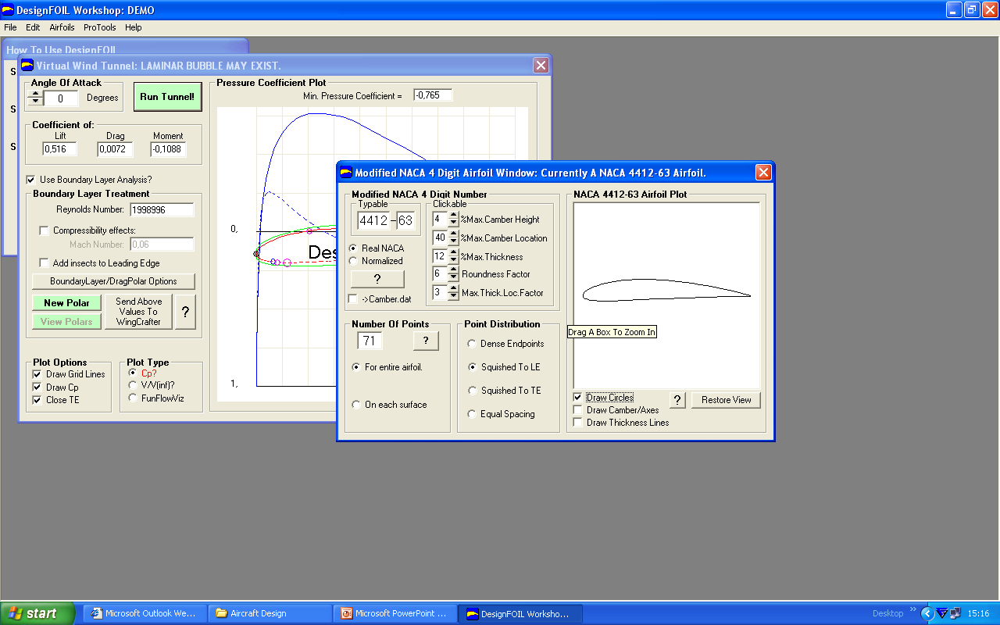 DesignFOIL Workshop: DEMO
File Edit Airfoils ProTools Help
How To Use DesignFOIL
S
S
S
Virtual Wind Tunnel: LAMINAR BUBBLE MAY EXIST.
Angle Of Attack
0 Degrees
Run Tunnel!
Coefficient of:
Lift Drag Moment
0,516 0,0072 -0,1088
Use Boundary Layer Analysis?
Boundary Layer Treatment
Reynolds Number: 1998996
Compressibility effects:
Mach Number: 0,06
Add insects to Leading Edge
BoundaryLayer/DragPolar Options
New Polar
View Polars
Send Above
Values To
WingCrafter
?
Plot Options
Draw Grid Lines
Draw Cp
Close TE
Plot Type
Cp?
V/V(inf)?
FunFlowViz
Pressure Coefficient Plot
Min. Pressure Coefficient = -0,765
0,
Des
1,
Modified NACA 4 Digit Airfoil Window: Currently A NACA 4412-63 Airfoil.
Modified NACA 4 Digit Number
Typable
4412 - 63
Real NACA
Normalized
?
->Camber.dat
Clickable
4 %Max.Camber Height
40 %Max.Camber Location
12 %Max.Thickness
6 Roundness Factor
3 Max.Thick.Loc.Factor
Number Of Points
71 ?
For entire airfoil.
On each surface
Point Distribution
Dense Endpoints
Squished To LE
Squished To TE
Equal Spacing
NACA 4412-63 Airfoil Plot
Drag A Box To Zoom In
Draw Circles
Draw Camber/Axes
Draw Thickness Lines
?
Restore View
start
Microsoft Outlook We...
Aircraft Design
Microsoft PowerPoint ...
DesignFOIL Worksho...
Desktop
15:16